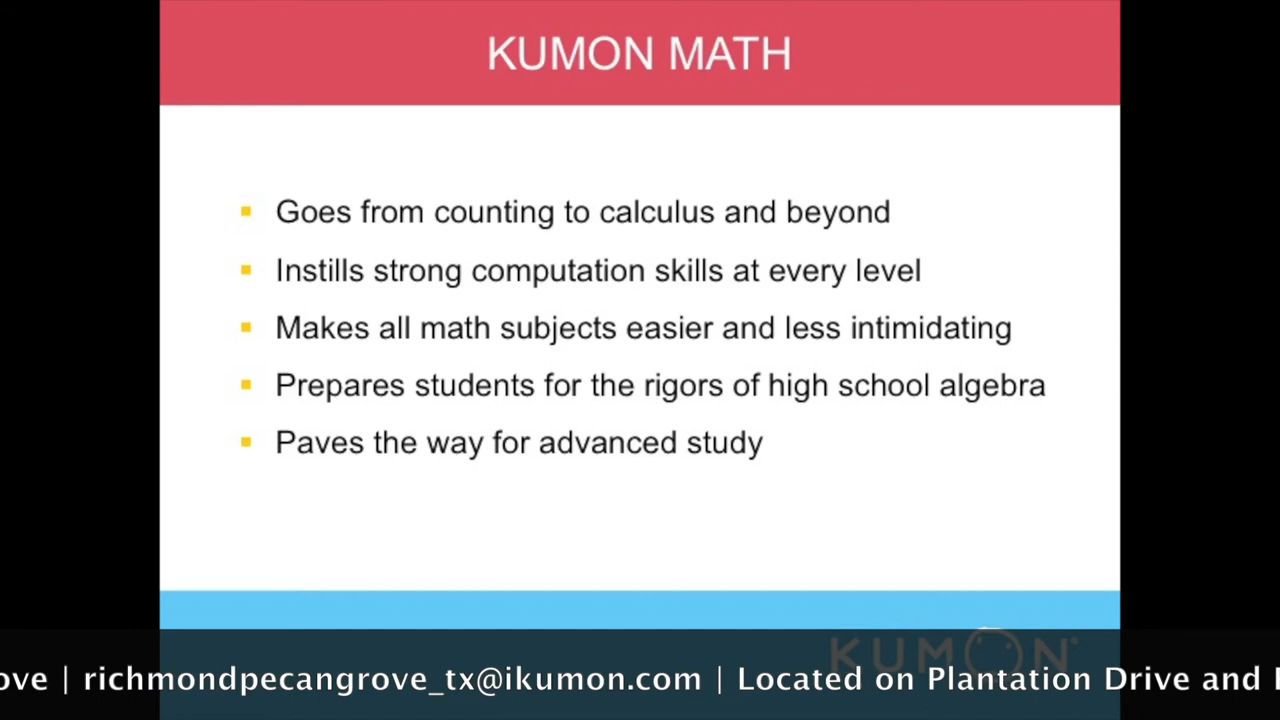 KUMON MATH
Goes from counting to calculus and beyond
Instills strong computation skills at every level
Makes all math subjects easier and less intimidating
Prepares students for the rigors of high school algebra
Paves the way for advanced study
KUMON
| richmondpecangrove_tx@ikumon.com | Located on Plantation Drive and